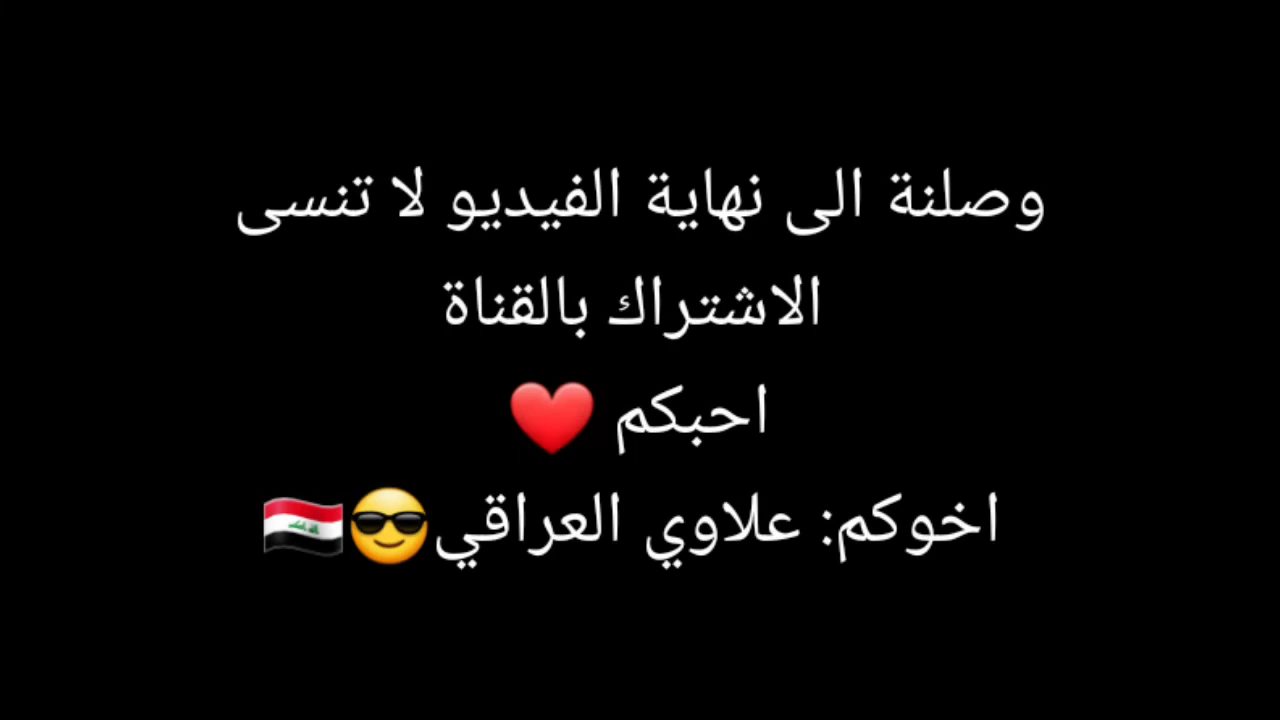 وصلنة الى نهاية الفيديو لا تنسى
الاشتراك بالقناة
احبكم ❤️
اخوكم: علاوي العراقي😎🇮🇶